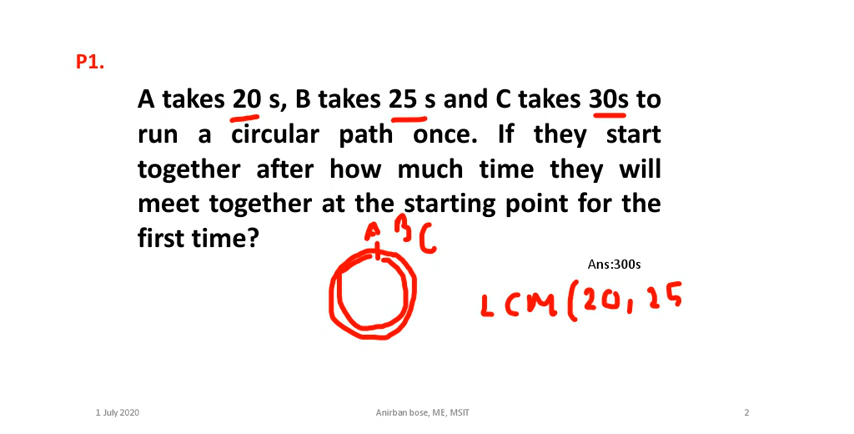 P1.
A takes 20 s, B takes 25 s and C takes 30s to
run a circular path once. If they start
together after how much time they will
meet together at the starting point for the
first time?
A B C
Ans:300s
LCM(20, 25
1 July 2020
Anirban bose, ME, MSIT
2